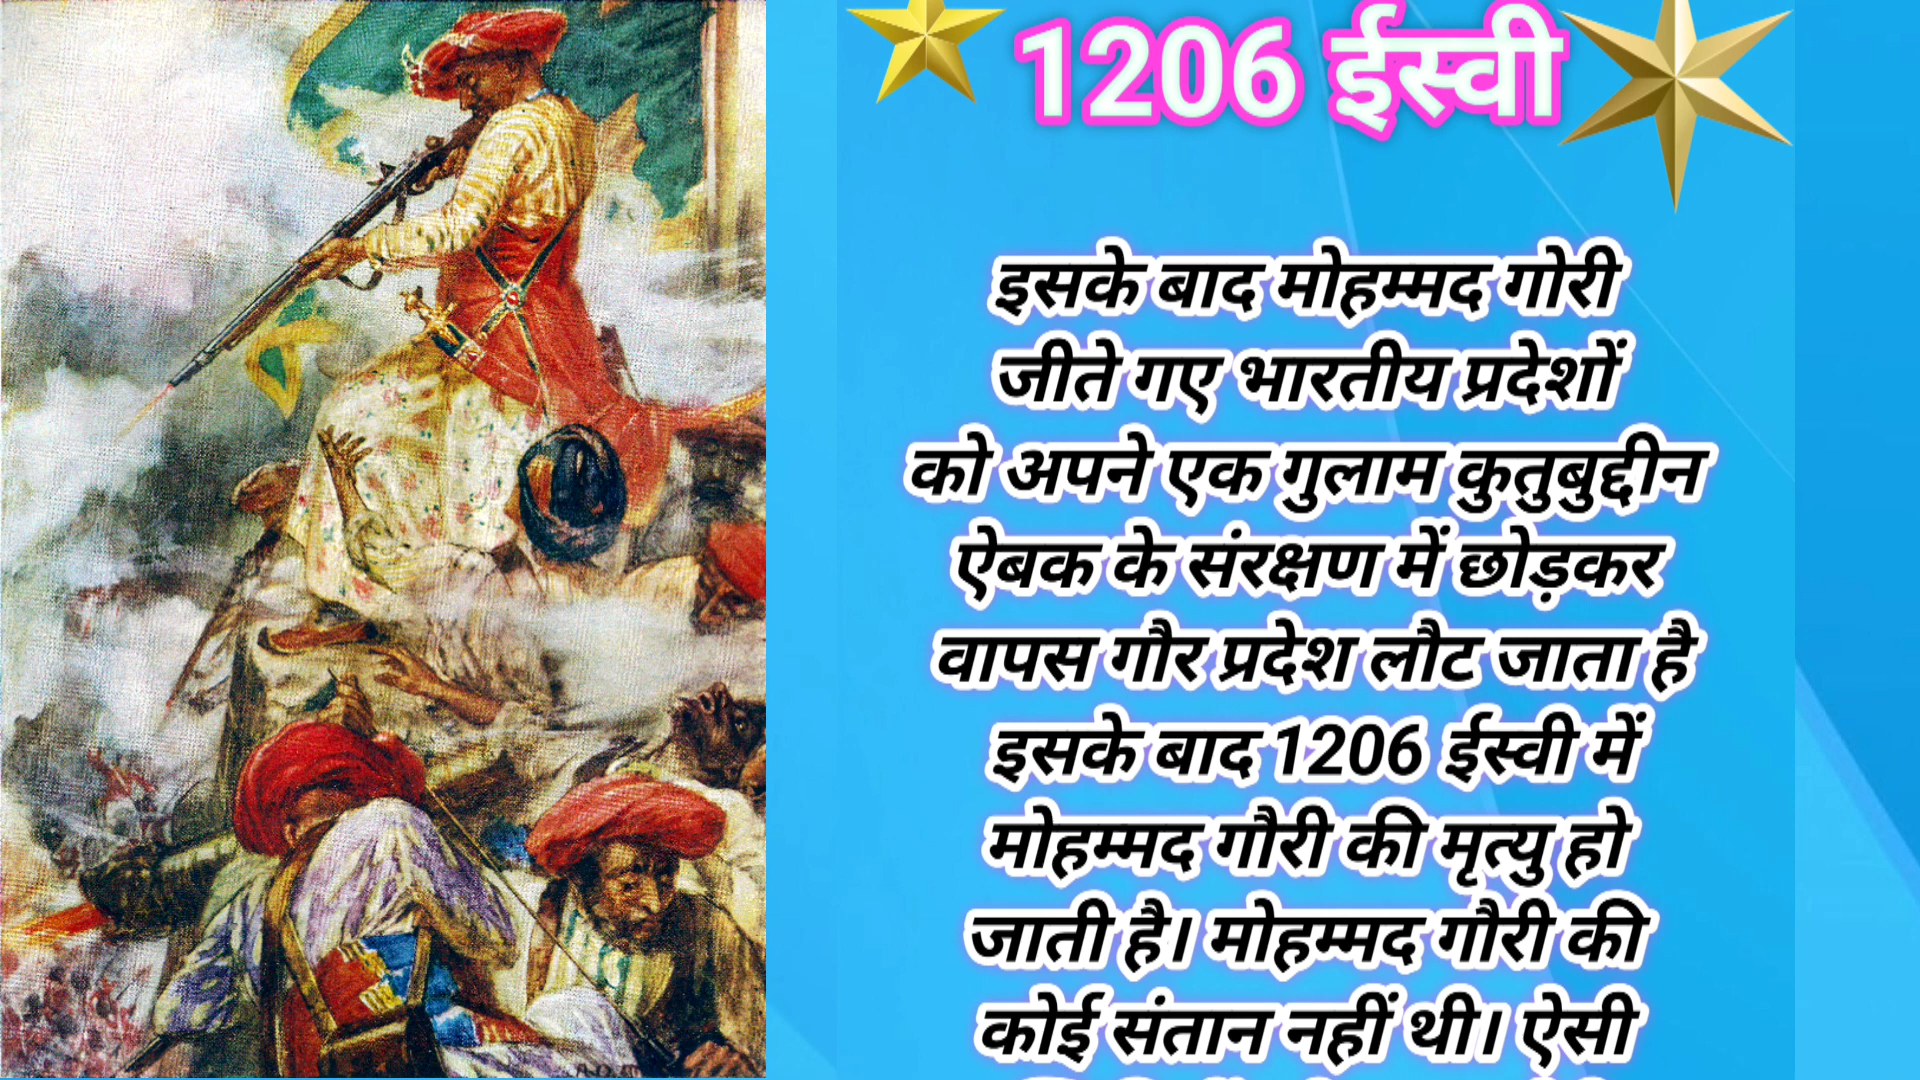 1206 ईस्वी
इसके बाद मोहम्मद गोरी
जीते गए भारतीय प्रदेशों
को अपने एक गुलाम कुतुबुद्दीन
ऐबक के संरक्षण में छोड़कर
वापस गौर प्रदेश लौट जाता है
इसके बाद 1206 ईस्वी में
मोहम्मद गौरी की मृत्यु हो
जाती है। मोहम्मद गौरी की
कोई संतान नहीं थी। ऐसी